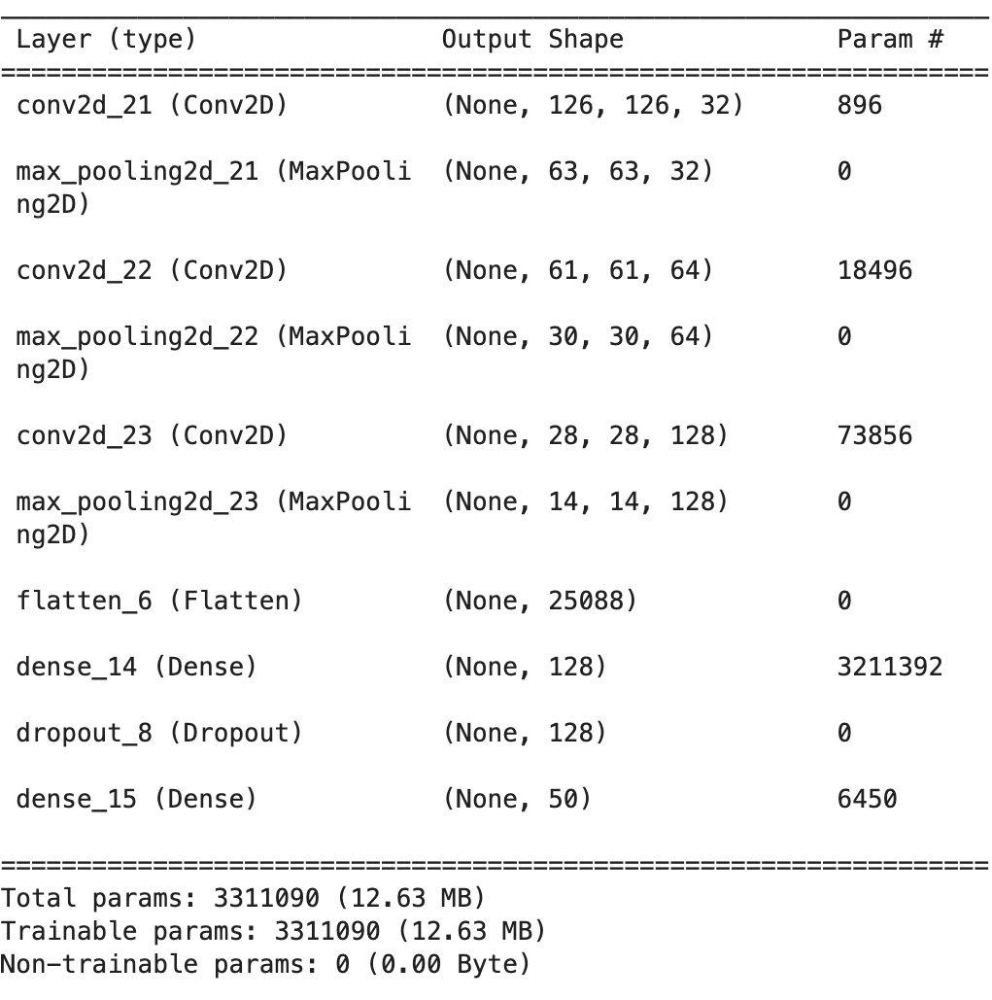 Layer (type) Output Shape Param #
=================================================================
conv2d_21 (Conv2D) (None, 126, 126, 32) 896
max_pooling2d_21 (MaxPooli (None, 63, 63, 32) 0
ng2D)
conv2d_22 (Conv2D) (None, 61, 61, 64) 18496
max_pooling2d_22 (MaxPooli (None, 30, 30, 64) 0
ng2D)
conv2d_23 (Conv2D) (None, 28, 28, 128) 73856
max_pooling2d_23 (MaxPooli (None, 14, 14, 128) 0
ng2D)
flatten_6 (Flatten) (None, 25088) 0
dense_14 (Dense) (None, 128) 3211392
dropout_8 (Dropout) (None, 128) 0
dense_15 (Dense) (None, 50) 6450
=================================================================
Total params: 3311090 (12.63 MB)
Trainable params: 3311090 (12.63 MB)
Non-trainable params: 0 (0.00 Byte)